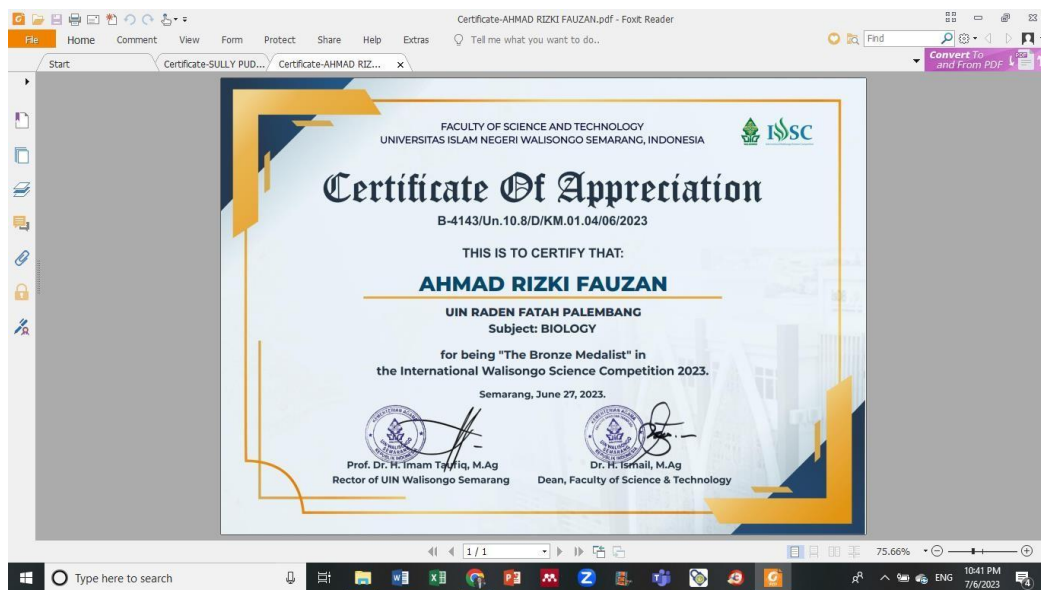 Certificate-AHMAD RIZKI FAUZAN.pdf - Foxit Reader
File Home Comment View Form Protect Share Help Extras Tell me what you want to do.. Find
Start Certificate-SULLY PUD... Certificate-AHMAD RIZ... x
Convert To
and From PDF
FACULTY OF SCIENCE AND TECHNOLOGY
UNIVERSITAS ISLAM NEGERI WALISONGO SEMARANG, INDONESIA
IWSC
Certificate Of Appreciation
B-4143/Un.10.8/D/KM.01.04/06/2023
THIS IS TO CERTIFY THAT:
AHMAD RIZKI FAUZAN
UIN RADEN FATAH PALEMBANG
Subject: BIOLOGY
for being "The Bronze Medalist" in
the International Walisongo Science Competition 2023.
Semarang, June 27, 2023.
Prof. Dr. H. Imam Taufiq, M.Ag
Rector of UIN Walisongo Semarang
Dr. H. Ismail, M.Ag
Dean, Faculty of Science & Technology
1 / 1
75.66%
Type here to search
ENG
10:41 PM
7/6/2023